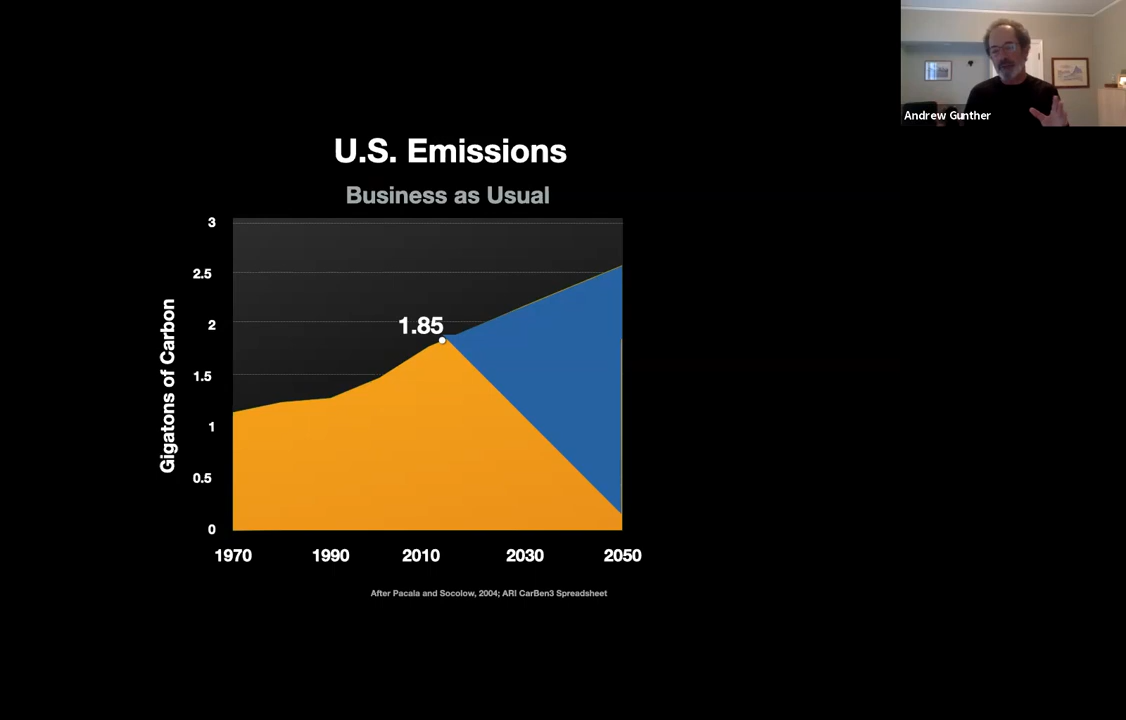 Andrew Gunther
U.S. Emissions
Business as Usual
Gigatons of Carbon
3
2.5
2
1.5
1
0.5
0
1.85
1970 1990 2010 2030 2050
After Pacala and Socolow, 2004; ARI CarBen3 Spreadsheet